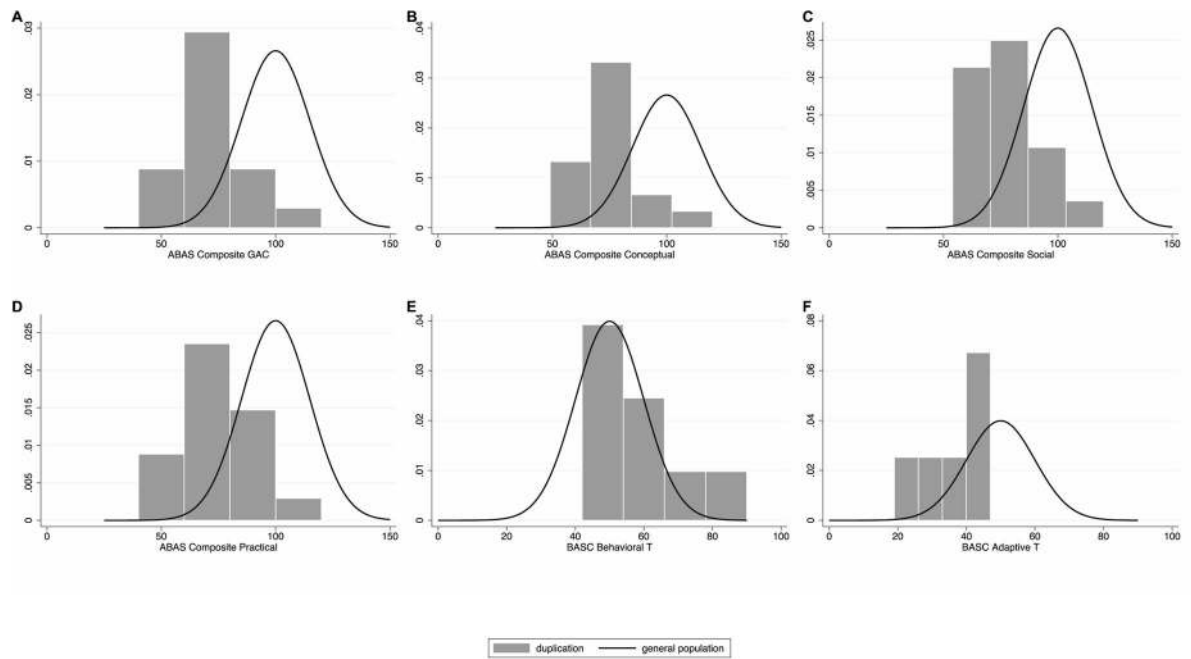 A
.03
.02
.01
0
0 50 100 150
ABAS Composite GAC
B
.04
.03
.02
.01
0
0 50 100 150
ABAS Composite Conceptual
C
.025
.02
.015
.01
.005
0
0 50 100 150
ABAS Composite Social
D
.025
.02
.015
.01
.005
0
0 50 100 150
ABAS Composite Practical
E
.04
.03
.02
.01
0
0 20 40 60 80 100
BASC Behavioral T
F
.08
.06
.04
.02
0
0 20 40 60 80 100
BASC Adaptive T
duplication general population